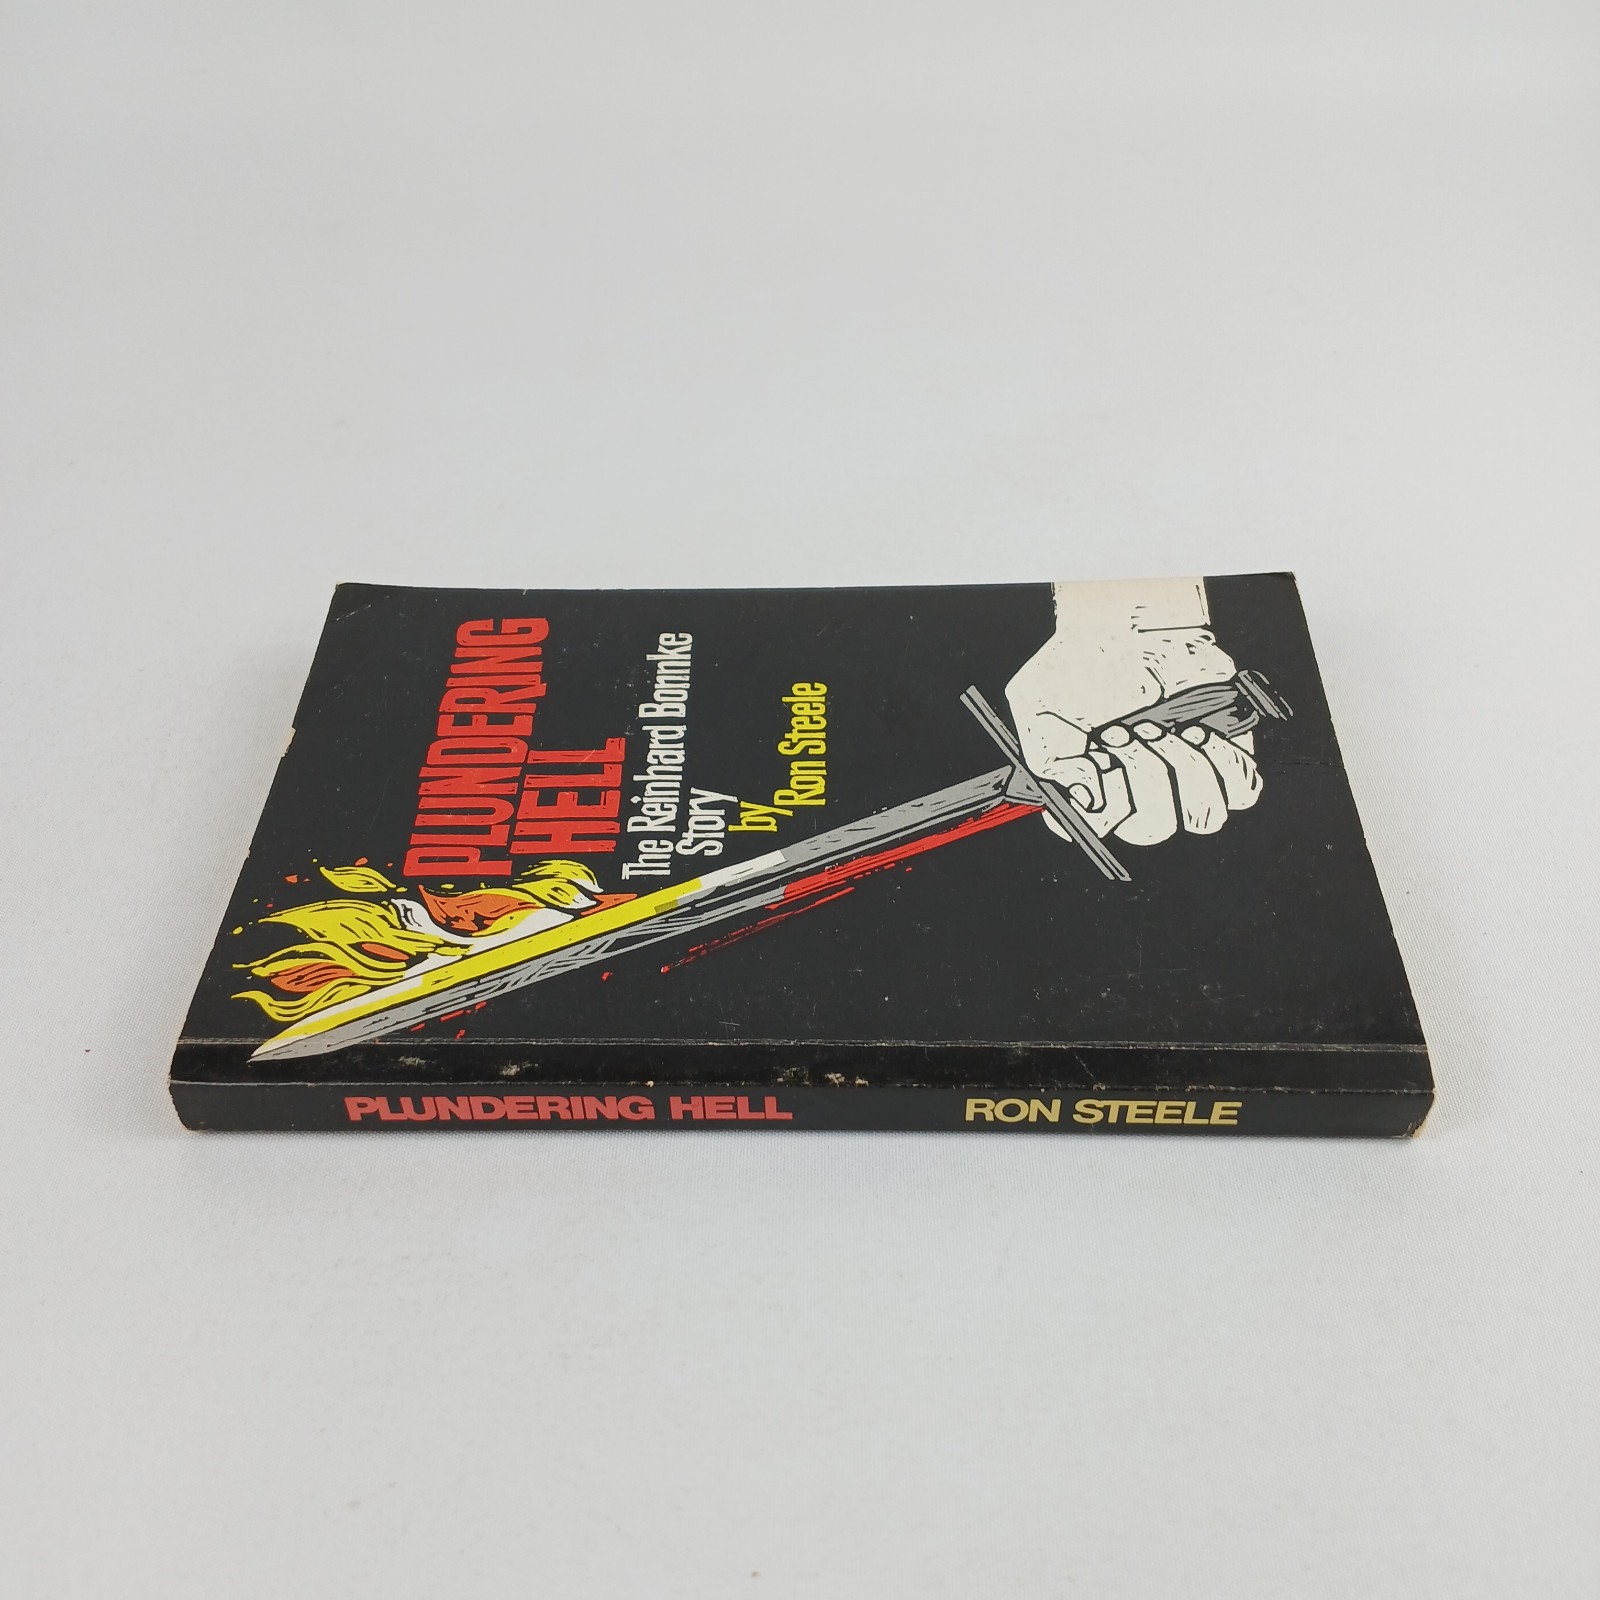 PLUNDERING
HELL
The Reinhard Bonnke
Story
by
Ron Steele
PLUNDERING HELL
RON STEELE